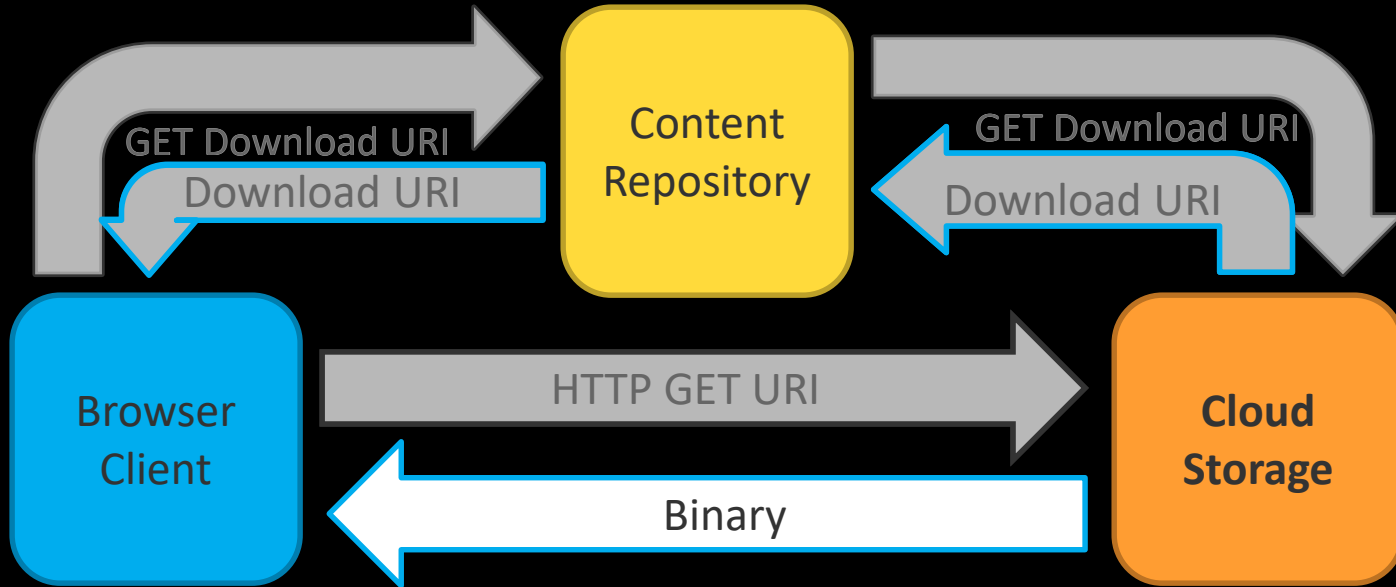 Content
Repository
GET Download URI
Download URI
GET Download URI
Download URI
Browser
Client
HTTP GET URI
Binary
Cloud
Storage